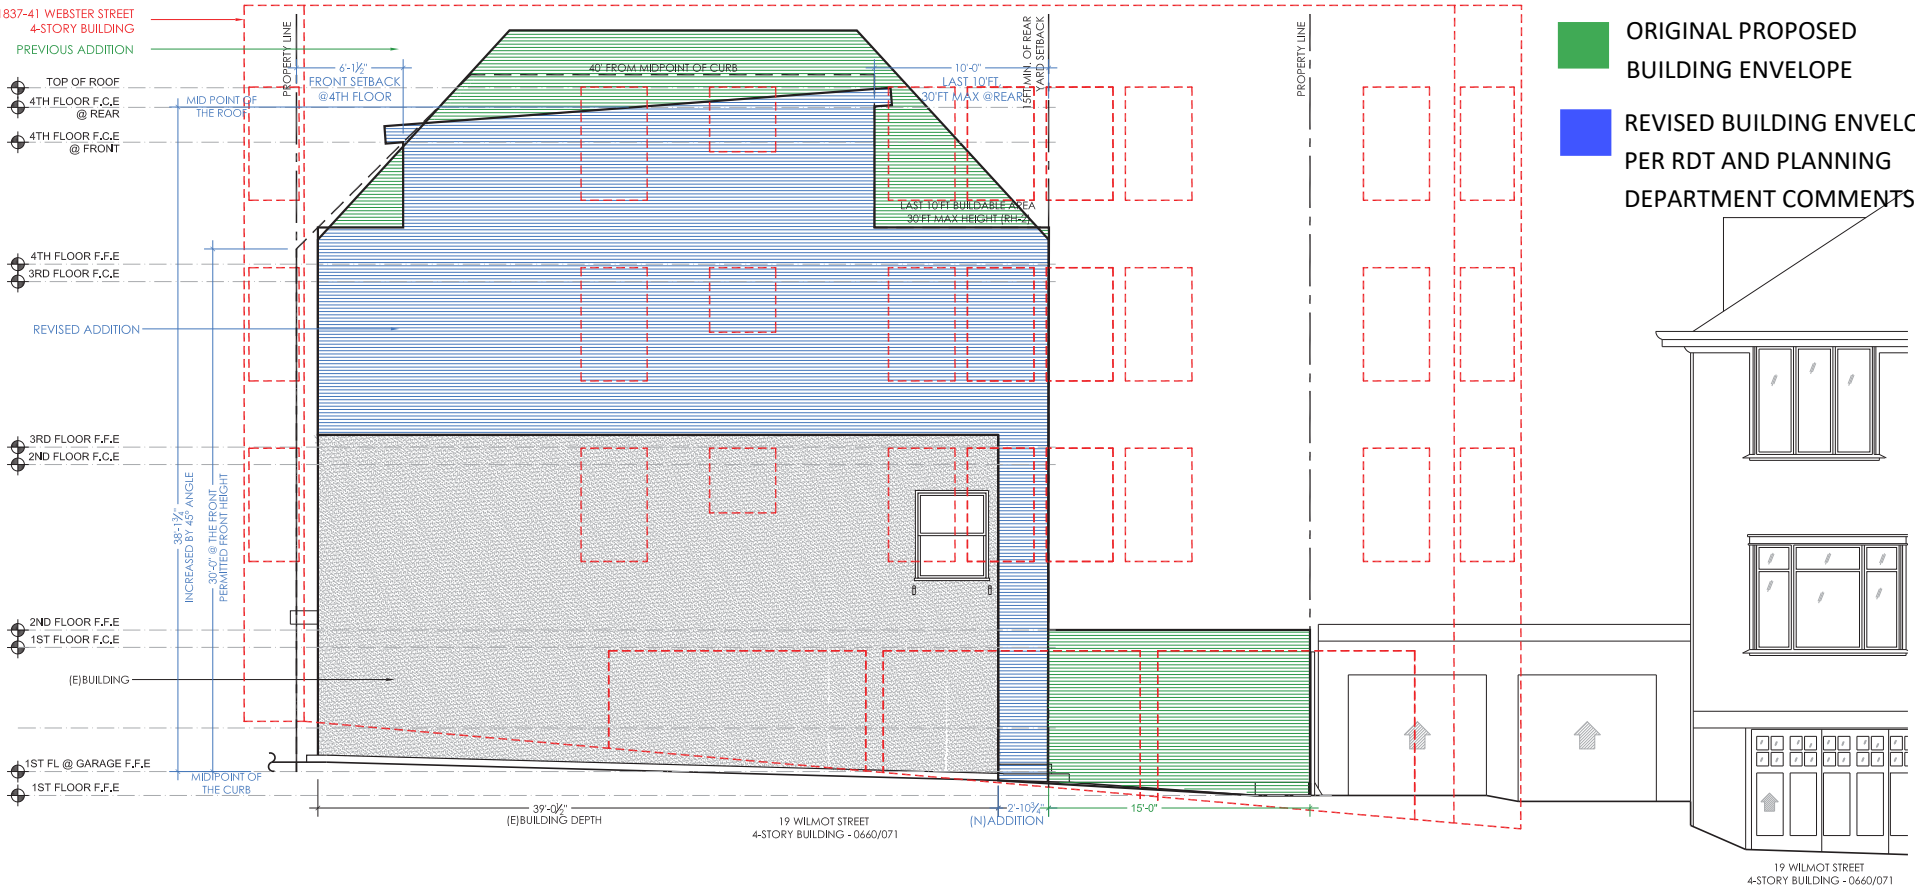 1837-41 WEBSTER STREET
4-STORY BUILDING
PREVIOUS ADDITION
TOP OF ROOF
4TH FLOOR F.C.E
@ REAR
4TH FLOOR F.C.E
@ FRONT
4TH FLOOR F.F.E
3RD FLOOR F.C.E
REVISED ADDITION
3RD FLOOR F.F.E
2ND FLOOR F.C.E
2ND FLOOR F.F.E
1ST FLOOR F.C.E
(E)BUILDING
1ST FL @ GARAGE F.F.E
1ST FLOOR F.F.E
MID POINT OF
THE ROOF
38'-1¾"
INCREASED BY 45° ANGLE
30'-0" @ THE FRONT
PERMITTED FRONT HEIGHT
MIDPOINT OF
THE CURB
PROPERTY LINE
6'-1½"
FRONT SETBACK
@4TH FLOOR
40' FROM MIDPOINT OF CURB
10'-0"
LAST 10'FT.
30'FT MAX @REAR
15FT MIN. OF REAR
YARD SETBACK
LAST 10'FT BUILDABLE AREA
30'FT MAX HEIGHT (RH-2)
PROPERTY LINE
39'-0½"
(E)BUILDING DEPTH
2'-10¾"
(N)ADDITION
15'-0"
19 WILMOT STREET
4-STORY BUILDING - 0660/071
ORIGINAL PROPOSED
BUILDING ENVELOPE
REVISED BUILDING ENVELO
PER RDT AND PLANNING
DEPARTMENT COMMENTS
19 WILMOT STREET
4-STORY BUILDING - 0660/071